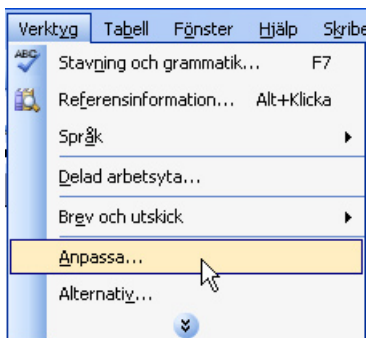 Verktyg Tabell Fönster Hjälp Skribe
ABC
Stavning och grammatik... F7
Referensinformation... Alt+Klicka
Språk
Delad arbetsyta...
Brev och utskick
Anpassa...
Alternativ...